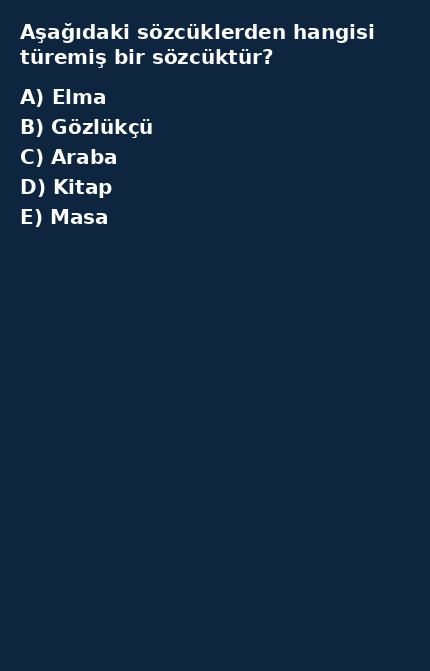 Aşağıdaki sözcüklerden hangisi
türemiş bir sözcüktür?
A) Elma
B) Gözlükçü
C) Araba
D) Kitap
E) Masa